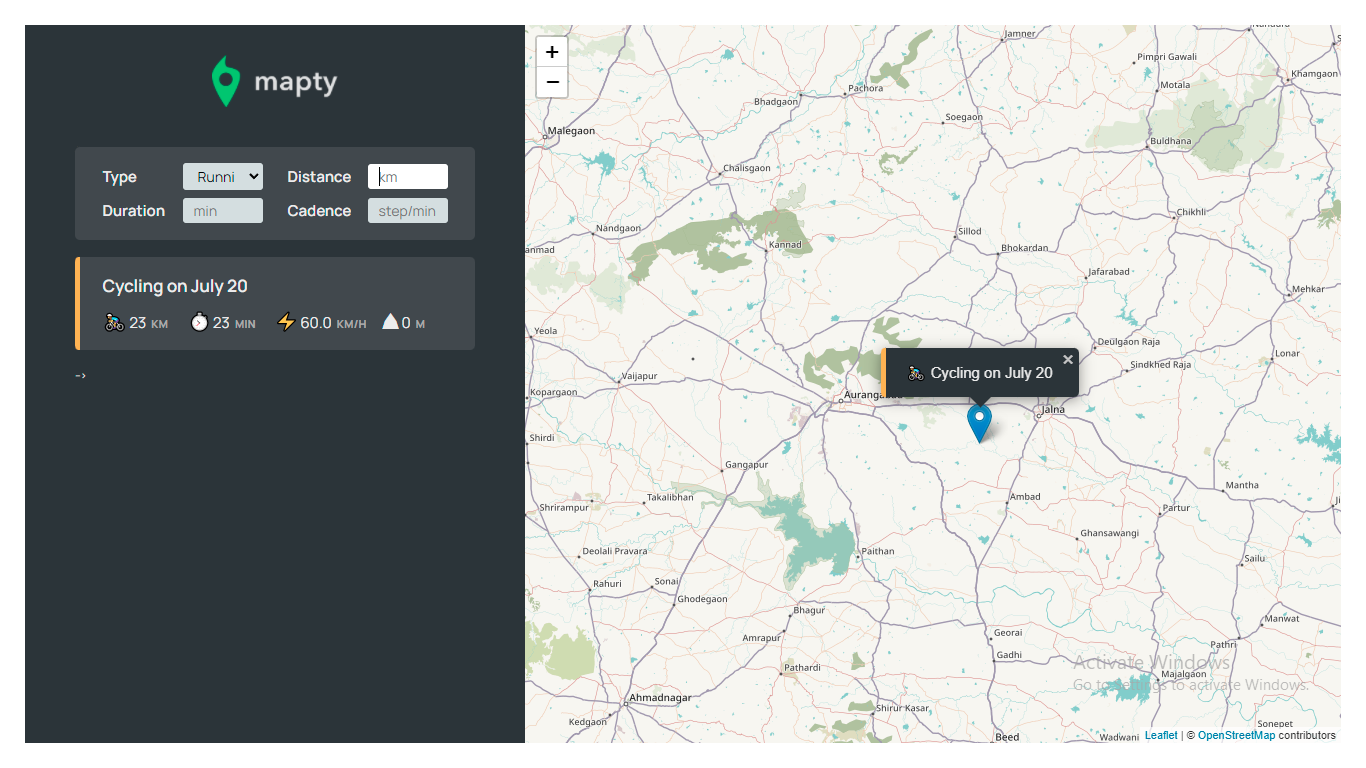 mapty
Type Runni Distance km
Duration min Cadence step/min
Cycling on July 20
23 KM 23 MIN 60.0 KM/H 0 M
–>
+
−
Jamner
Pimpri Gawali
Khamgaon
Motala
Pachora
Bhadgaon
Soegaon
Malegaon
Buldhana
Chalisgaon
Chikhli
Nandgaon
Sillod
Kannad
Bhokardan
anmad
Jafarabad
Mehkar
Yeola
Deulgaon Raja
Lonar
Sindkhed Raja
×
Cycling on July 20
Vaijapur
Kopargaon
Jalna
Shirdi
Gangapur
Mantha
Takalibhan
Ambad
Shrirampur
Partur
Ghansawangi
Deolali Pravara
Paithan
Sailu
Rahuri
Sonai
Ghodegaon
Bhagur
Manwat
Georai
Amrapur
Pathri
Gadhi
Pathardi
Majalgaon
Activate Windows
Go to Settings to activate Windows.
Ahmadnagar
Shirur Kasar
Kedgaon
Sonepet
Beed
Wadwani
Leaflet | © OpenStreetMap contributors